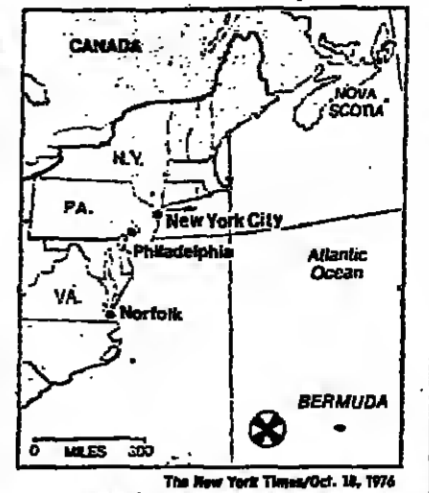 CANADA
"NOVA
SCOTIA"
N.Y.
PA.
New York City
Philadelphia
Atlantic
Ocean
VA.
Norfolk
BERMUDA
0 MILES 300
The New York Times/Oct. 18, 1976